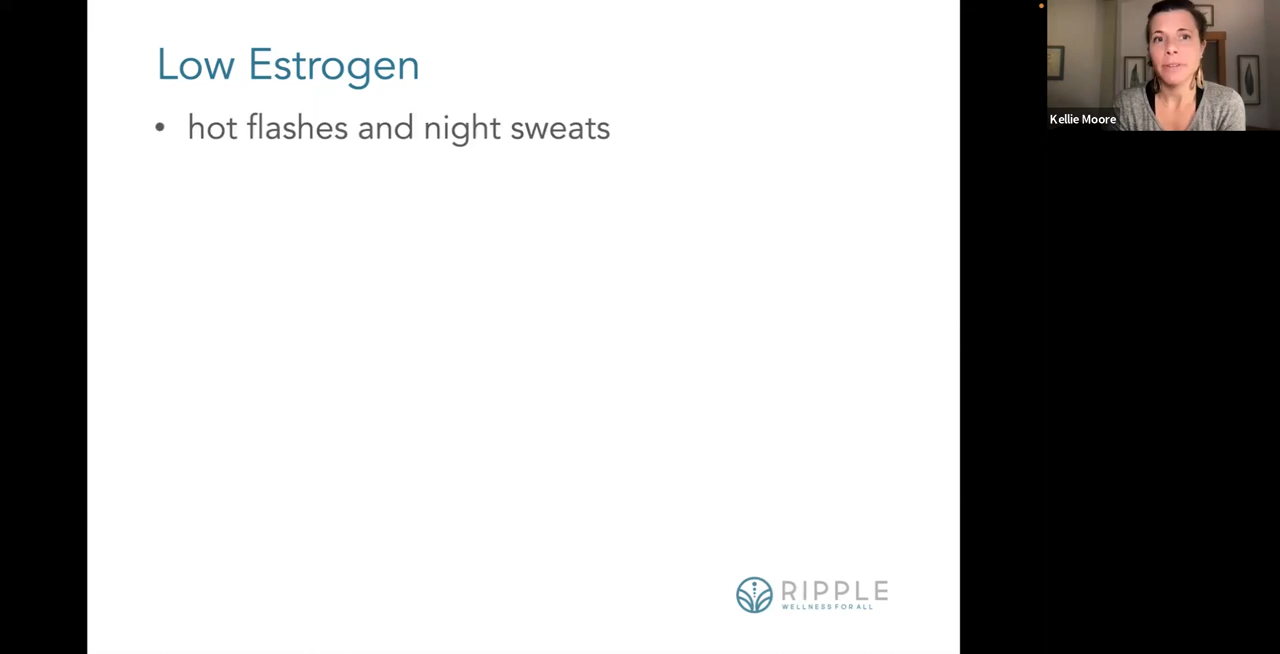 Low Estrogen
• hot flashes and night sweats
Kellie Moore
RIPPLE
WELLNESS FOR ALL